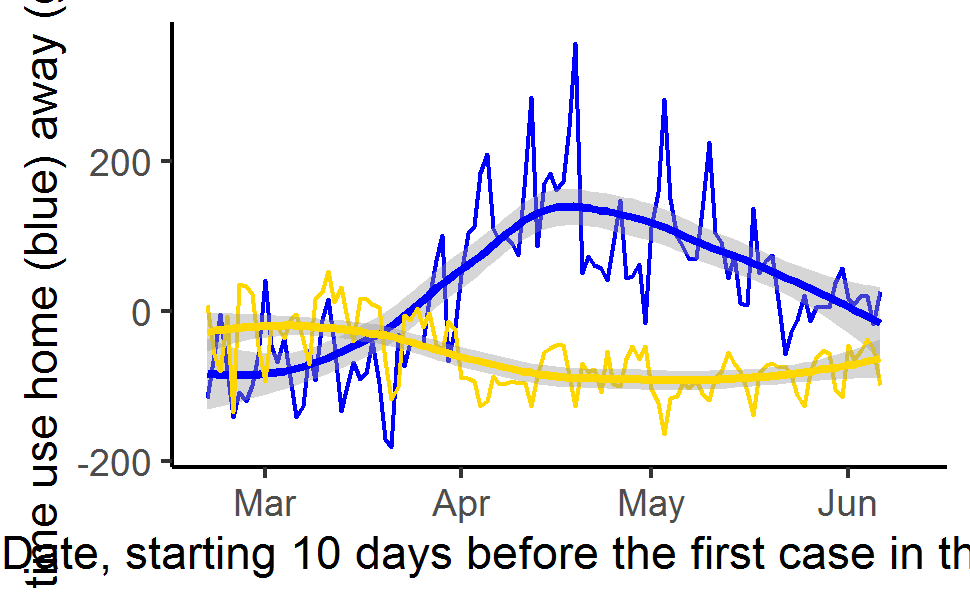 time use home (blue) away (
200
0
-200
Mar Apr May Jun
Date, starting 10 days before the first case in th